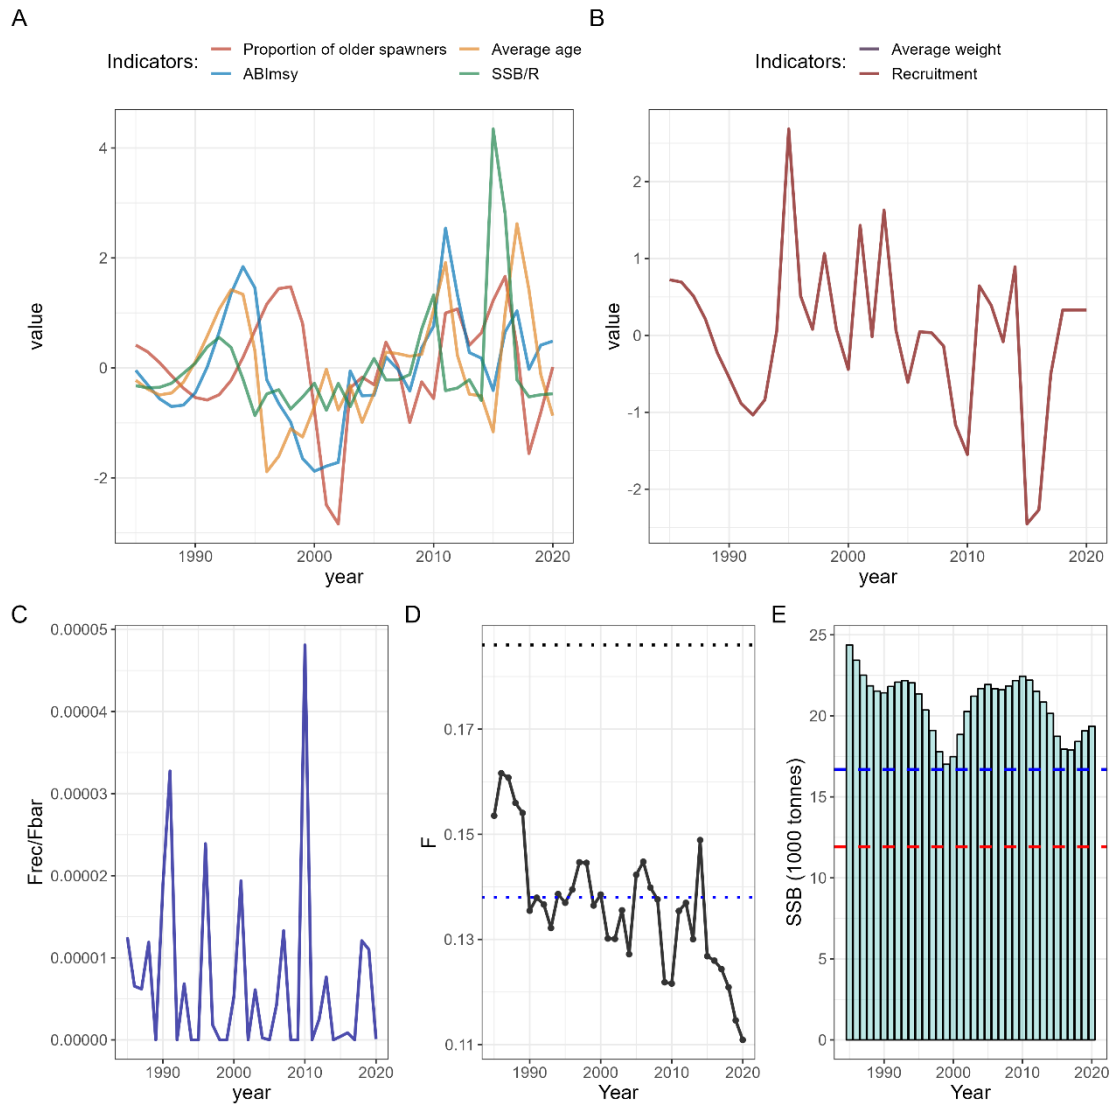 A
Indicators:
Proportion of older spawners
Average age
ABImsy
SSB/R
value
4
2
0
-2
1990
2000
2010
2020
year
B
Indicators:
Average weight
Recruitment
value
2
1
0
-1
-2
1990
2000
2010
2020
year
C
Frec/Fbar
0.00005
0.00004
0.00003
0.00002
0.00001
0.00000
1990
2000
2010
2020
year
D
F
0.17
0.15
0.13
0.11
1990
2000
2010
2020
Year
E
SSB (1000 tonnes)
25
20
15
10
5
0
1990
2000
2010
2020
Year